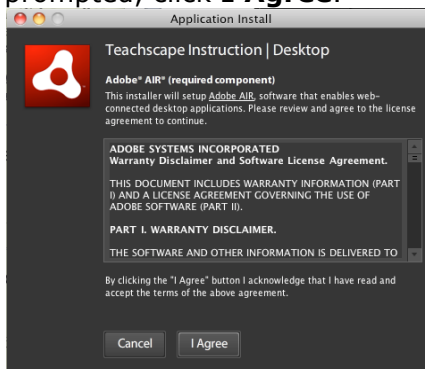 prompted, click I Agree.
Application Install
Teachscape Instruction | Desktop
Adobe® AIR® (required component)
This installer will setup Adobe AIR, software that enables web-
connected desktop applications. Please review and agree to the license
agreement to continue.
ADOBE SYSTEMS INCORPORATED
Warranty Disclaimer and Software License Agreement.
THIS DOCUMENT INCLUDES WARRANTY INFORMATION (PART
I) AND A LICENSE AGREEMENT GOVERNING THE USE OF
ADOBE SOFTWARE (PART II).
PART I. WARRANTY DISCLAIMER.
THE SOFTWARE AND OTHER INFORMATION IS DELIVERED TO
By clicking the "I Agree" button I acknowledge that I have read and
accept the terms of the above agreement.
Cancel
I Agree